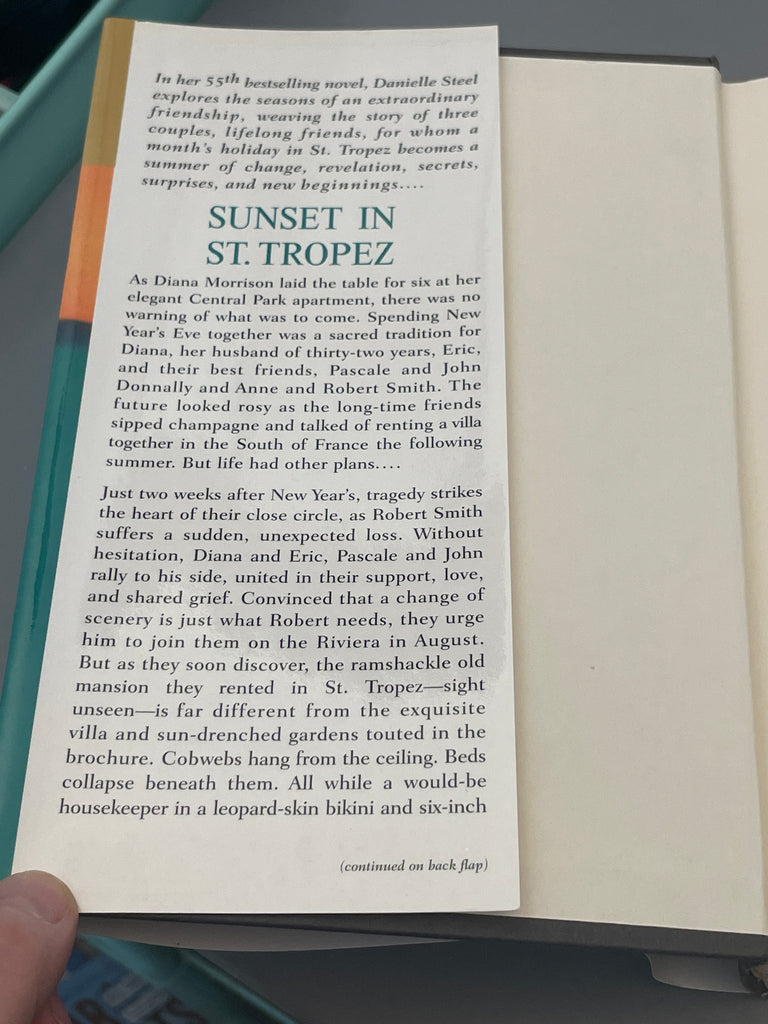 In her 55th bestselling novel, Danielle Steel
explores the seasons of an extraordinary
friendship, weaving the story of three
couples, lifelong friends, for whom a
month's holiday in St. Tropez becomes a
summer of change, revelation, secrets,
surprises, and new beginnings....
SUNSET IN
ST. TROPEZ
As Diana Morrison laid the table for six at her
elegant Central Park apartment, there was no
warning of what was to come. Spending New
Year's Eve together was a sacred tradition for
Diana, her husband of thirty-two years, Eric,
and their best friends, Pascale and John
Donnally and Anne and Robert Smith. The
future looked rosy as the long-time friends
sipped champagne and talked of renting a villa
together in the South of France the following
summer. But life had other plans....
Just two weeks after New Year's, tragedy strikes
the heart of their close circle, as Robert Smith
suffers a sudden, unexpected loss. Without
hesitation, Diana and Eric, Pascale and John
rally to his side, united in their support, love,
and shared grief. Convinced that a change of
scenery is just what Robert needs, they urge
him to join them on the Riviera in August.
But as they soon discover, the ramshackle old
mansion they rented in St. Tropez—sight
unseen—is far different from the exquisite
villa and sun-drenched gardens touted in the
brochure. Cobwebs hang from the ceiling. Beds
collapse beneath them. All while a would-be
housekeeper in a leopard-skin bikini and six-inch
(continued on back flap)